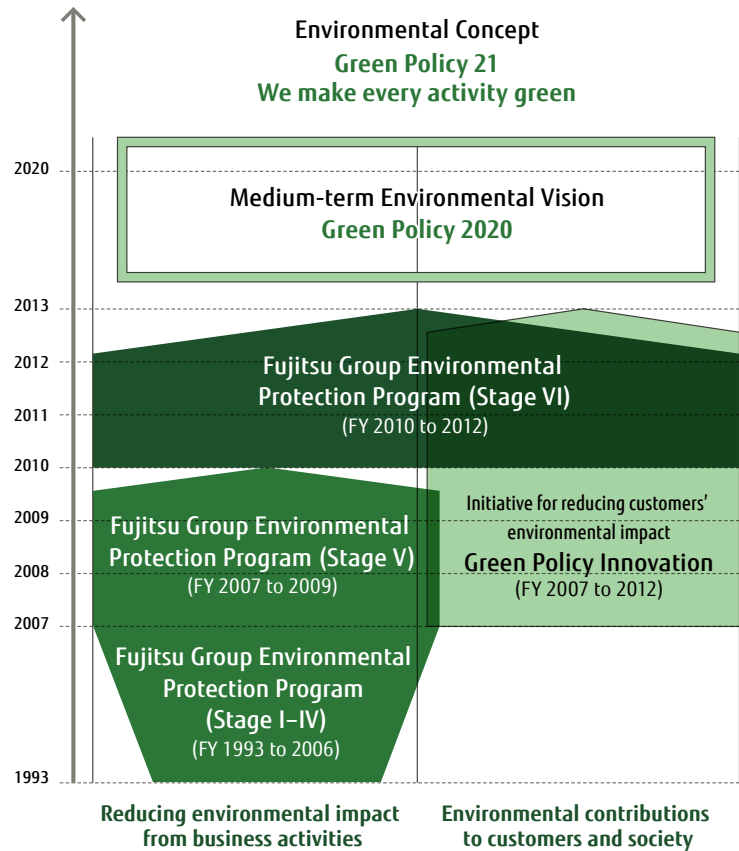 Environmental Concept
Green Policy 21
We make every activity green
2020
Medium-term Environmental Vision
Green Policy 2020
2013
2012
Fujitsu Group Environmental
Protection Program (Stage VI)
(FY 2010 to 2012)
2011
2010
Fujitsu Group Environmental
Protection Program (Stage V)
(FY 2007 to 2009)
Initiative for reducing customers’
environmental impact
Green Policy Innovation
(FY 2007 to 2012)
2009
2008
2007
Fujitsu Group Environmental
Protection Program
(Stage I–IV)
(FY 1993 to 2006)
1993
Reducing environmental impact
from business activities
Environmental contributions
to customers and society